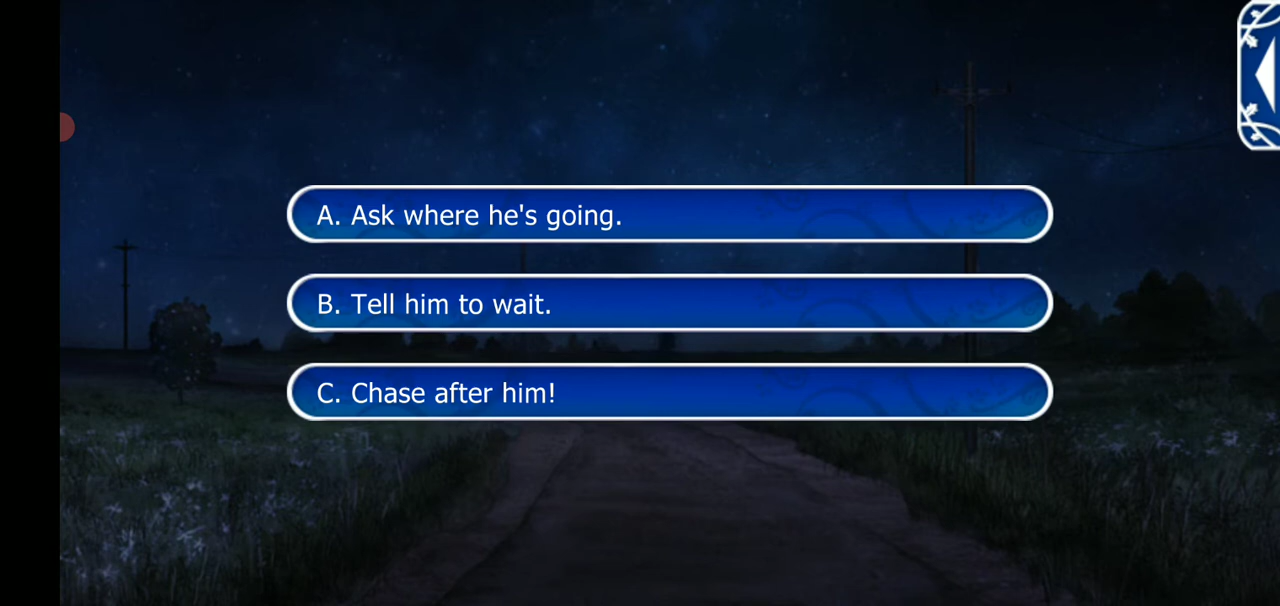 A. Ask where he's going.
B. Tell him to wait.
C. Chase after him!